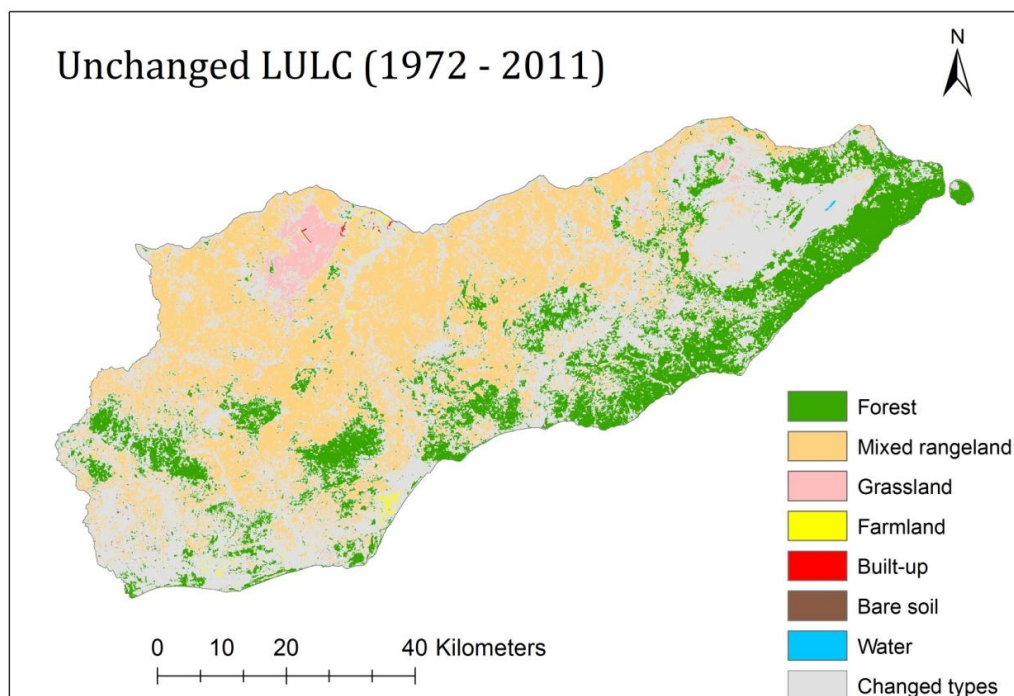 Unchanged LULC (1972 - 2011)
N
Forest
Mixed rangeland
Grassland
Farmland
Built-up
Bare soil
Water
Changed types
0 10 20 40 Kilometers